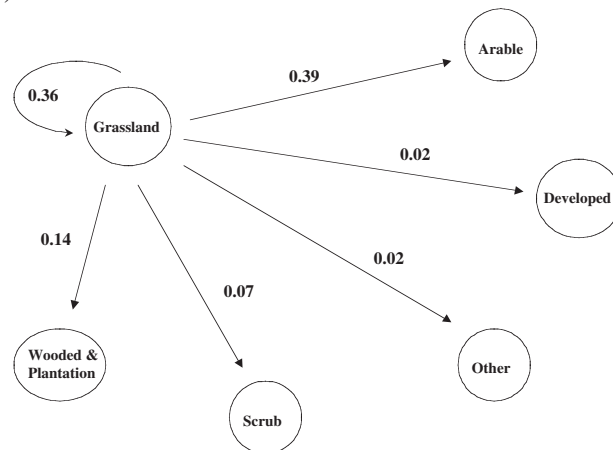 )
Arable
0.39
0.36
Grassland
0.02
Developed
0.14
0.02
0.07
Wooded &
Plantation
Other
Scrub